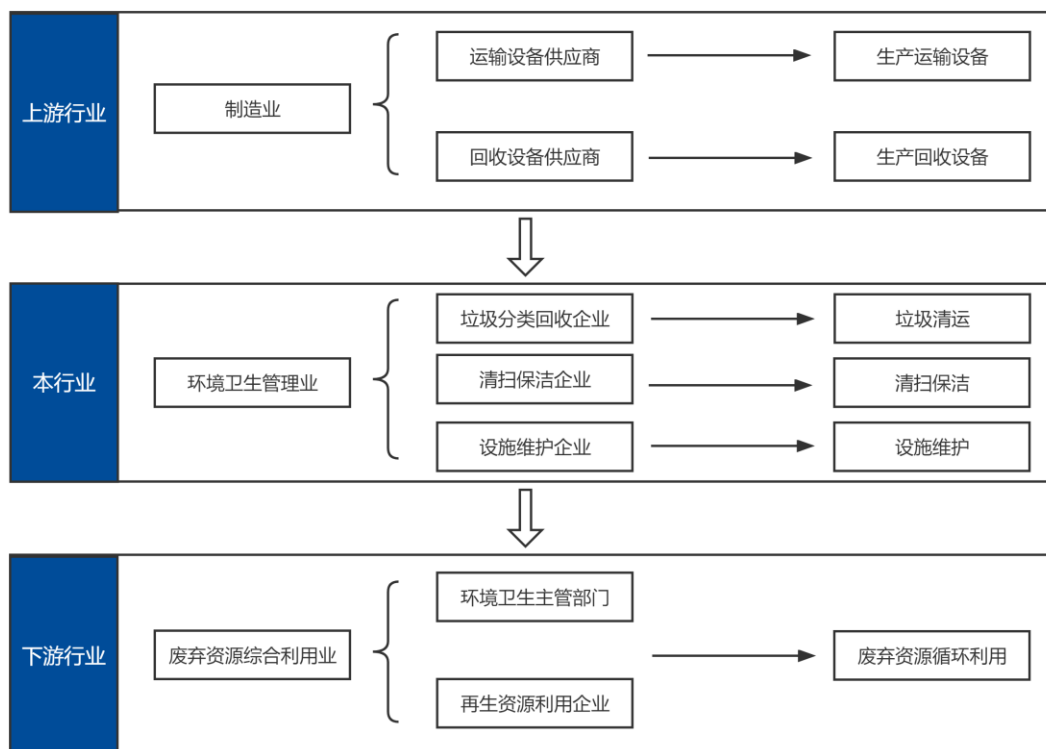 上游行业
制造业
运输设备供应商
生产运输设备
回收设备供应商
生产回收设备
本行业
环境卫生管理业
垃圾分类回收企业
垃圾清运
清扫保洁企业
清扫保洁
设施维护企业
设施维护
下游行业
废弃资源综合利用业
环境卫生主管部门
再生资源利用企业
废弃资源循环利用